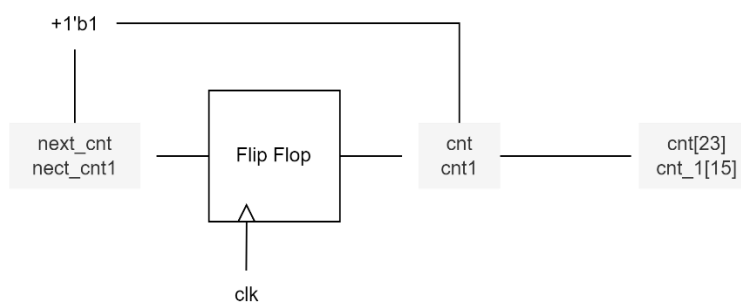 +1'b1
next_cnt
nect_cnt1
Flip Flop
cnt
cnt1
cnt[23]
cnt_1[15]
clk